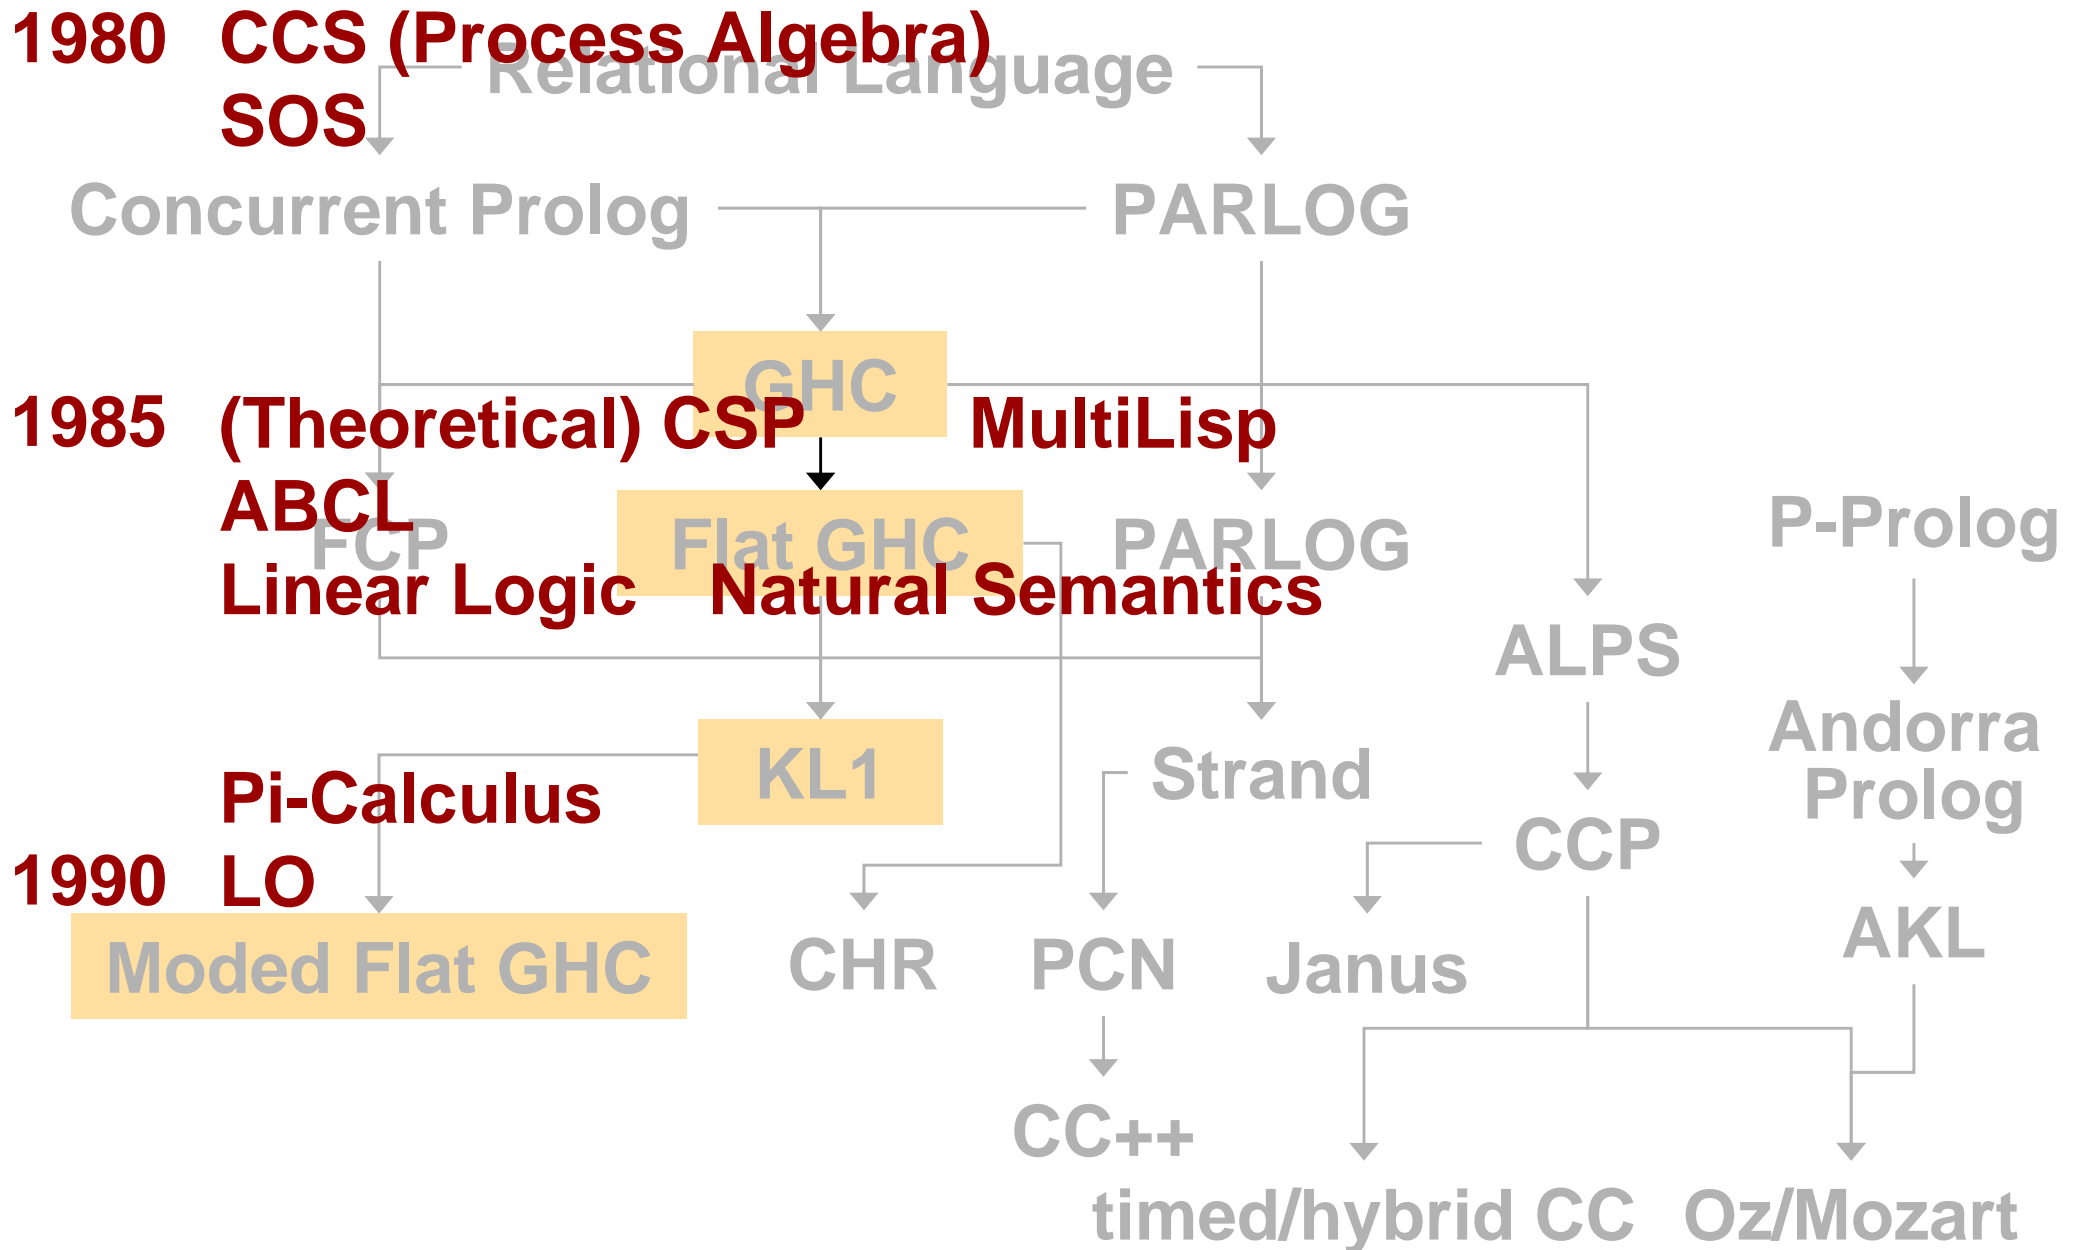 1980 CCS (Process Algebra)
Relational Language
SOS
Concurrent Prolog PARLOG
GHC
1985 (Theoretical) CSP MultiLisp
ABCL
P-Prolog
FCP Flat GHC PARLOG
Linear Logic Natural Semantics
ALPS
Andorra
Prolog
KL1 Strand
Pi-Calculus
CCP
1990 LO
AKL
Moded Flat GHC CHR PCN Janus
CC++
timed/hybrid CC Oz/Mozart